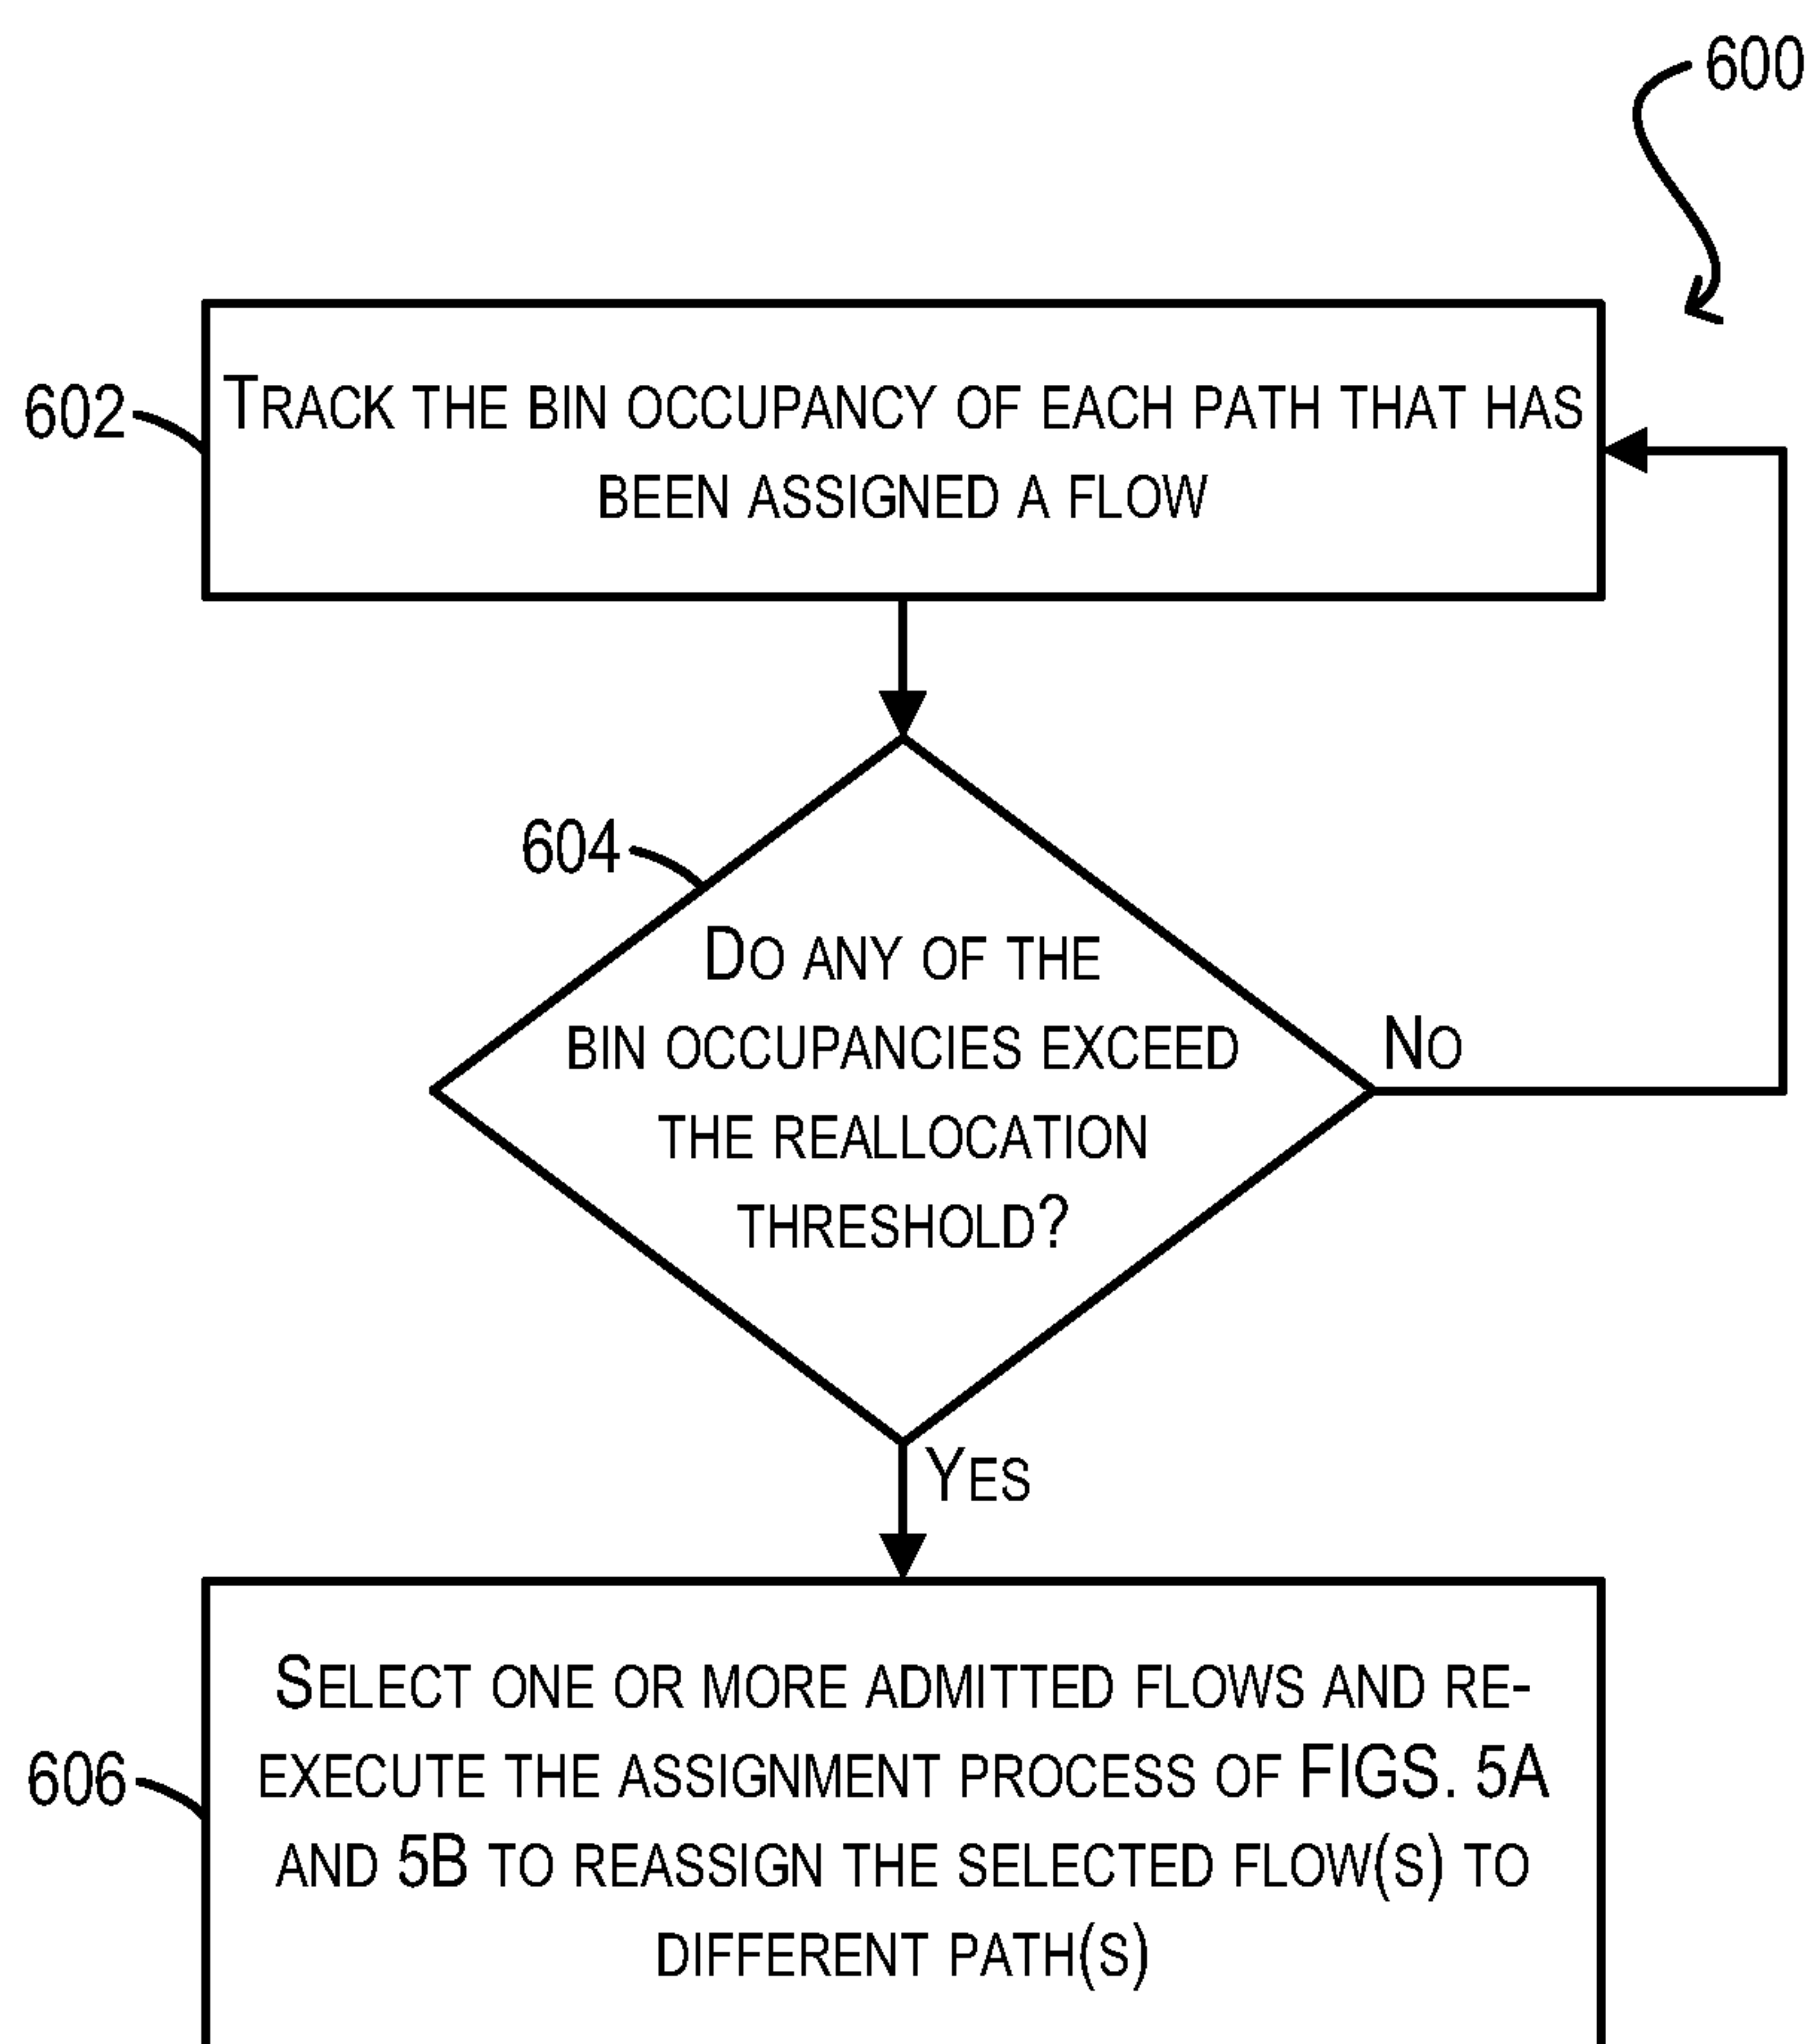 600
602
TRACK THE BIN OCCUPANCY OF EACH PATH THAT HAS
BEEN ASSIGNED A FLOW
604
DO ANY OF THE
BIN OCCUPANCIES EXCEED
THE REALLOCATION
THRESHOLD?
NO
YES
606
SELECT ONE OR MORE ADMITTED FLOWS AND RE-
EXECUTE THE ASSIGNMENT PROCESS OF FIGS. 5A
AND 5B TO REASSIGN THE SELECTED FLOW(S) TO
DIFFERENT PATH(S)